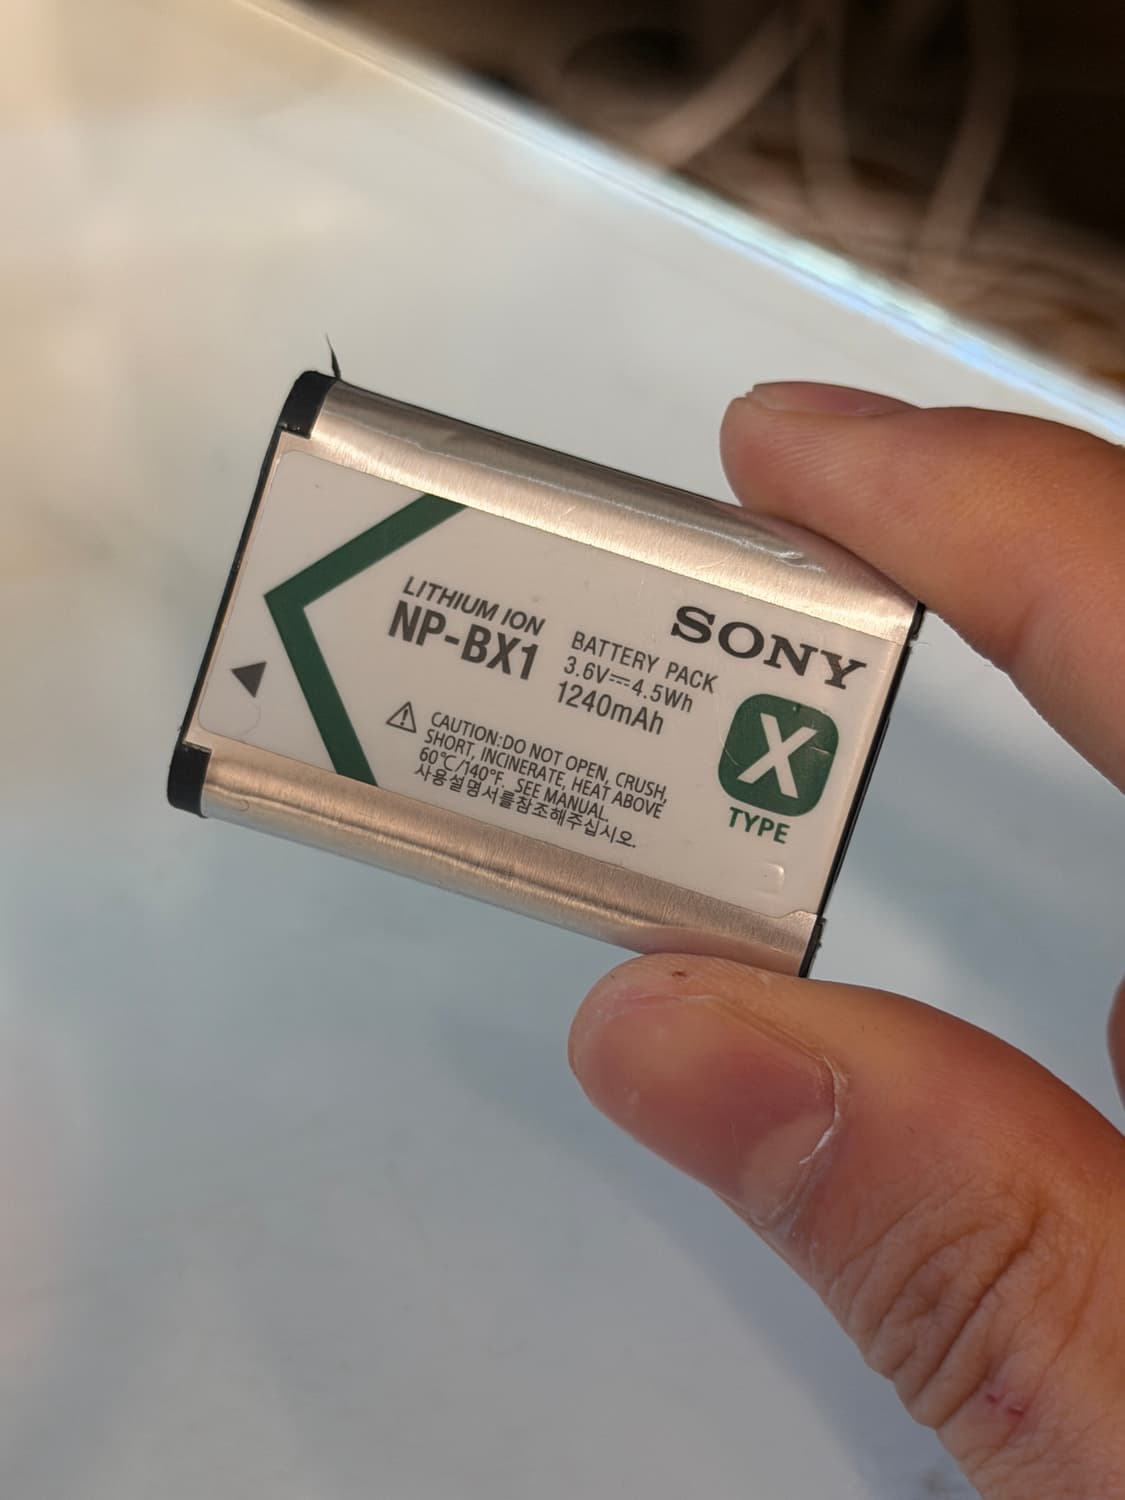 LITHIUM ION
NP-BX1
BATTERY PACK
3.6V⎓4.5Wh
1240mAh
SONY
X
TYPE
⚠ CAUTION:DO NOT OPEN, CRUSH,
SHORT, INCINERATE, HEAT ABOVE
60℃/140°F. SEE MANUAL.
사용설명서를참조해주십시오.